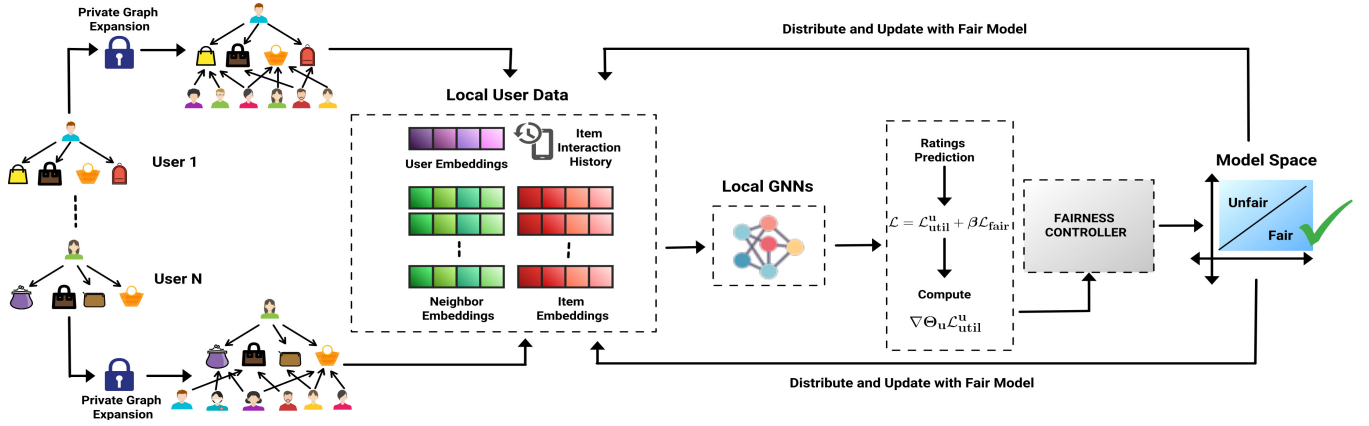 Private Graph
Expansion
User 1
User N
Private Graph
Expansion
Distribute and Update with Fair Model
Local User Data
User Embeddings
Item
Interaction
History
Neighbor
Embeddings
Item
Embeddings
Local GNNs
Ratings
Prediction
ℒ = ℒᵘ_util + βℒ_fair
Compute
∇Θ_u ℒᵘ_util
FAIRNESS
CONTROLLER
Model Space
Unfair
Fair
Distribute and Update with Fair Model